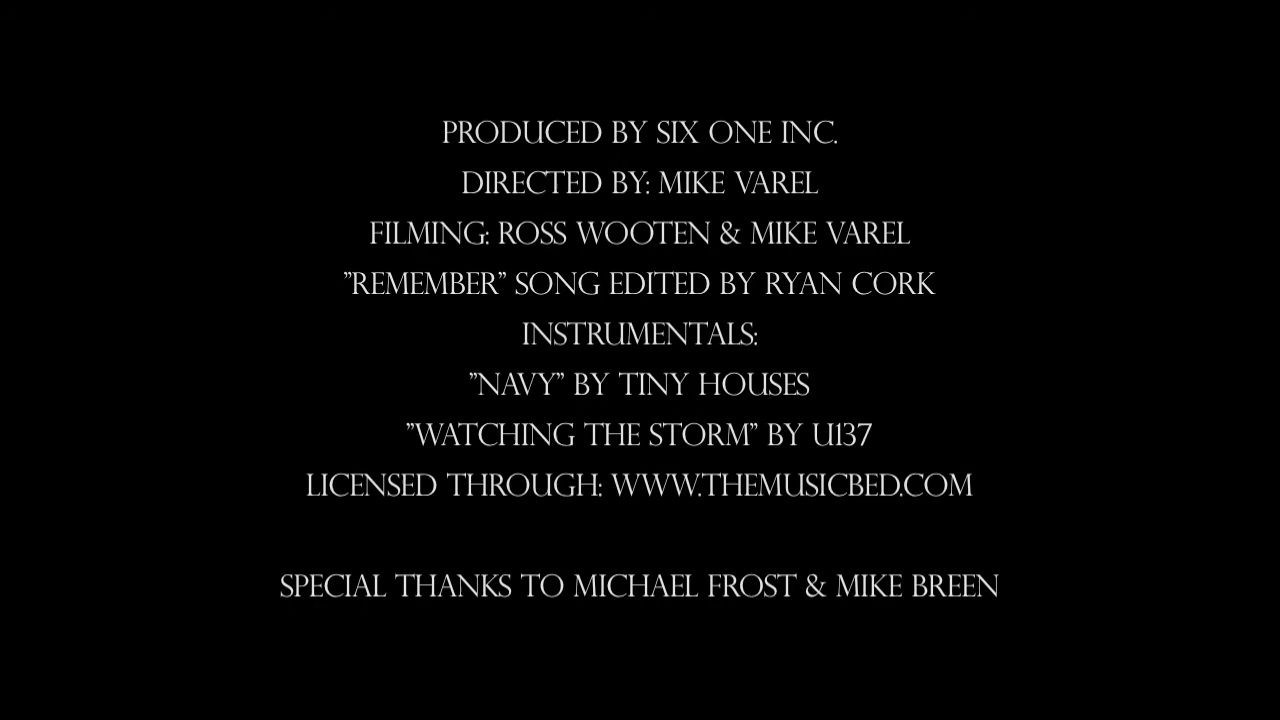 PRODUCED BY SIX ONE INC.
DIRECTED BY: MIKE VAREL
FILMING: ROSS WOOTEN & MIKE VAREL
"REMEMBER" SONG EDITED BY RYAN CORK
INSTRUMENTALS:
"NAVY" BY TINY HOUSES
"WATCHING THE STORM" BY U137
LICENSED THROUGH: WWW.THEMUSICBED.COM
SPECIAL THANKS TO MICHAEL FROST & MIKE BREEN